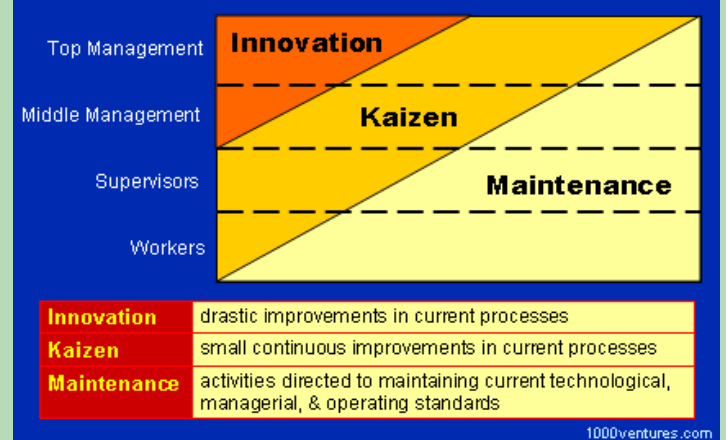 Top Management
Innovation
Middle Management
Kaizen
Supervisors
Maintenance
Workers
Innovation drastic improvements in current processes
Kaizen small continuous improvements in current processes
Maintenance activities directed to maintaining current technological,
managerial, & operating standards
1000ventures.com